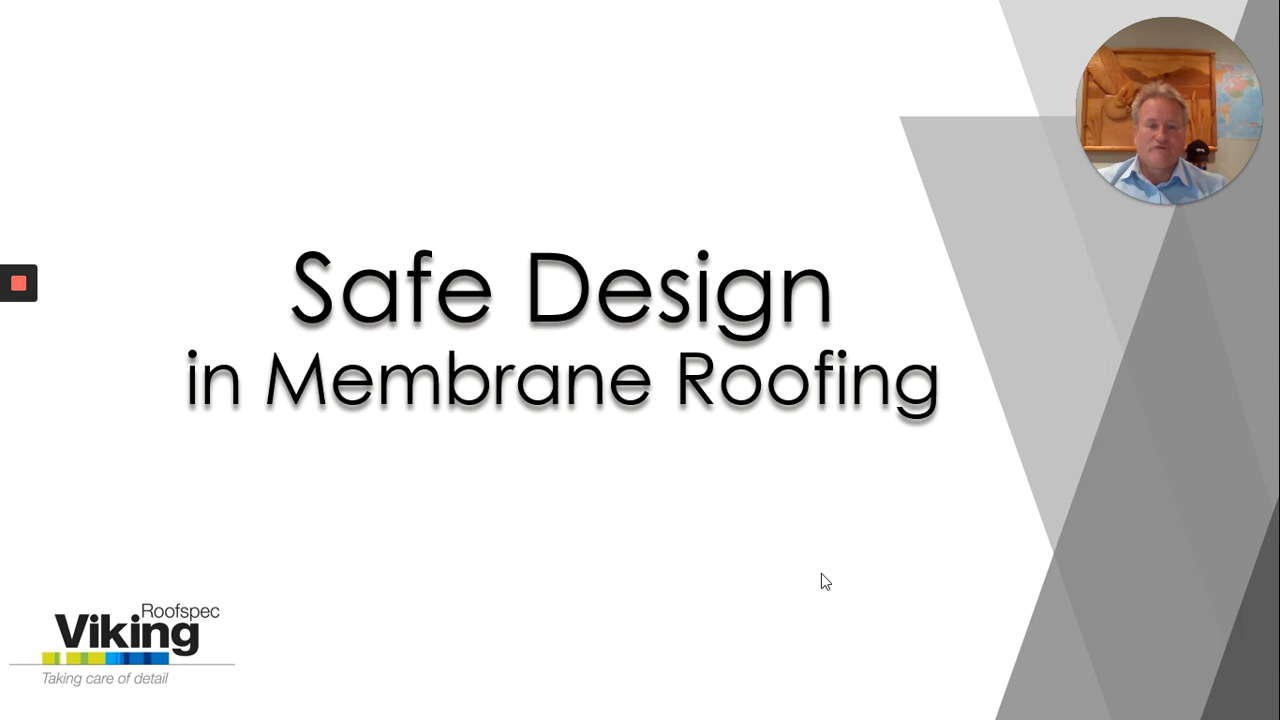 Safe Design
in Membrane Roofing
Roofspec
Viking
Taking care of detail